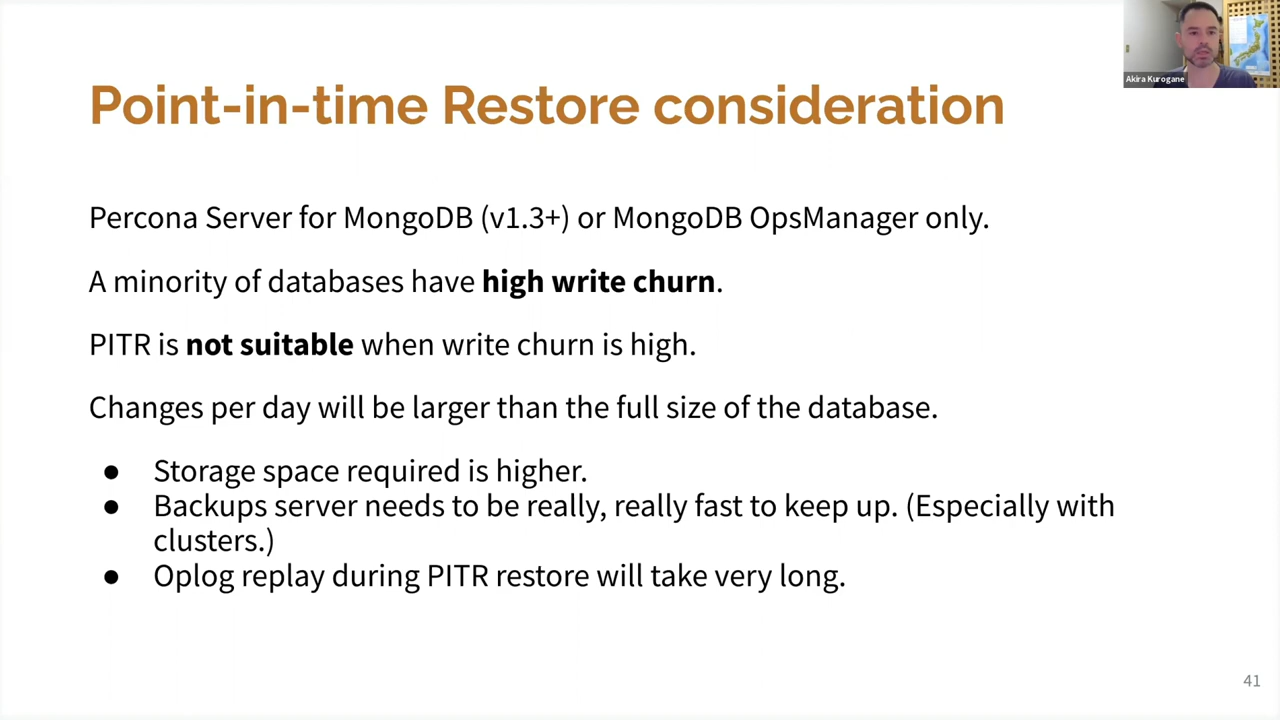 Akira Kurogane
Point-in-time Restore consideration
Percona Server for MongoDB (v1.3+) or MongoDB OpsManager only.
A minority of databases have high write churn.
PITR is not suitable when write churn is high.
Changes per day will be larger than the full size of the database.
● Storage space required is higher.
● Backups server needs to be really, really fast to keep up. (Especially with
clusters.)
● Oplog replay during PITR restore will take very long.
41